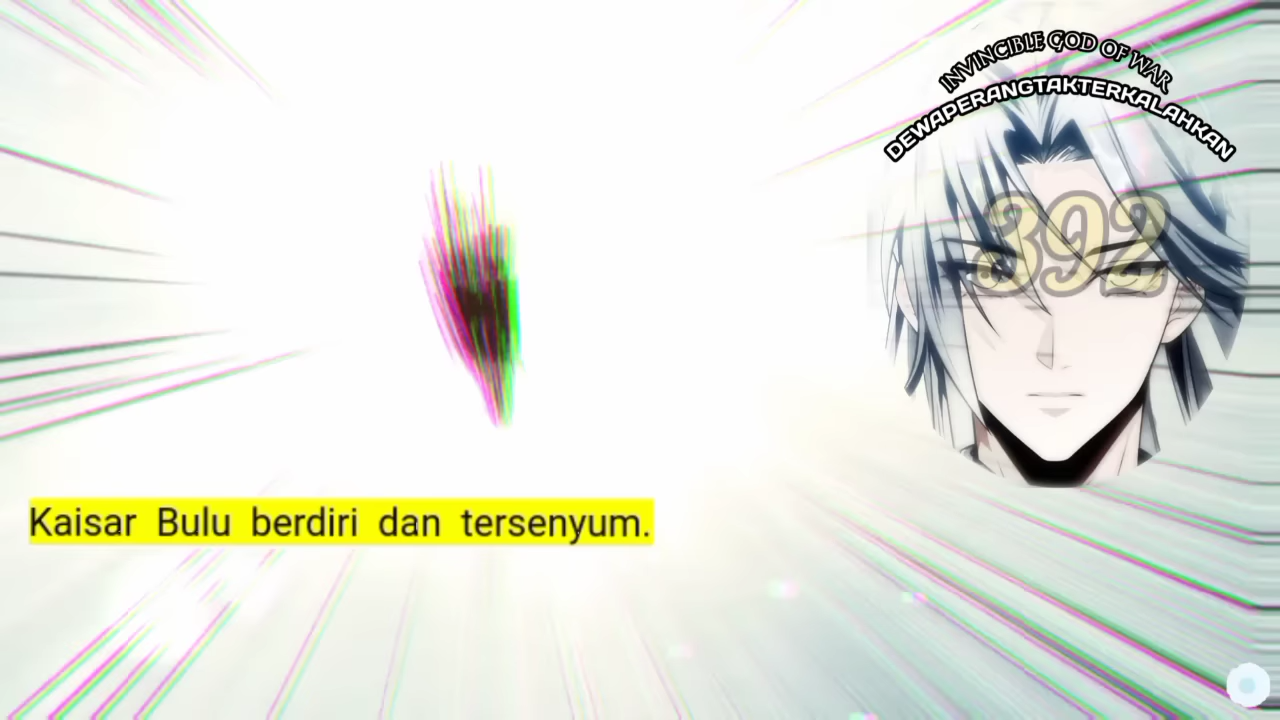 INVINCIBLE GOD OF WAR
DEWAPERANGTAKTERKALAHKAN
392
Kaisar Bulu berdiri dan tersenyum.